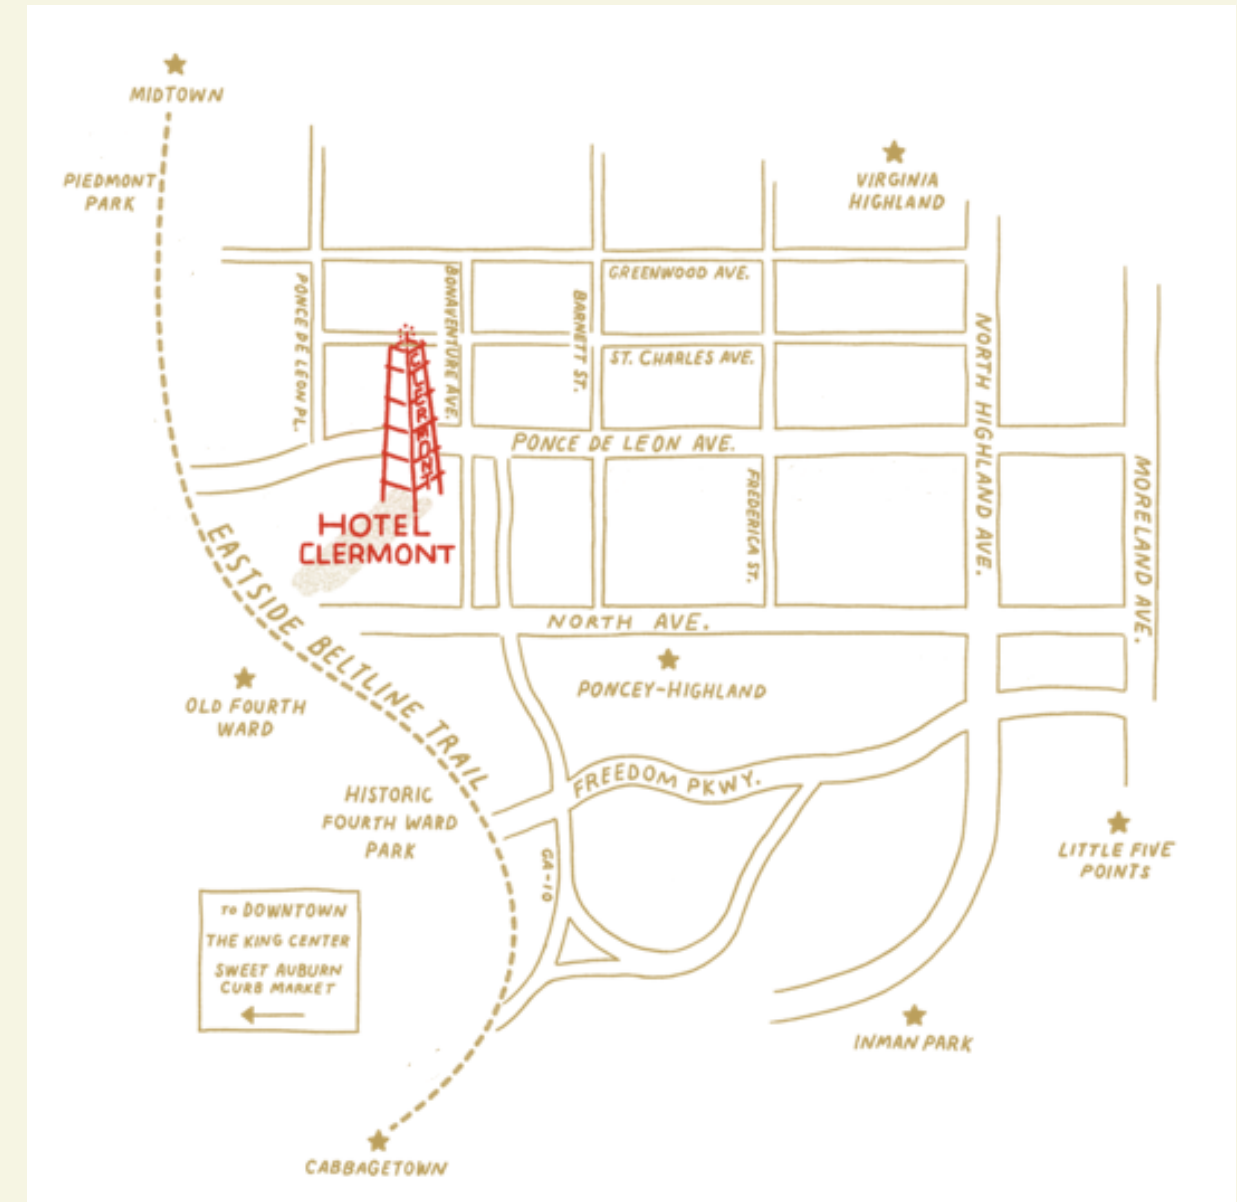 MIDTOWN
PIEDMONT
PARK
VIRGINIA
HIGHLAND
GREENWOOD AVE.
PONCE DE LEON PL.
BONAVENTURE AVE.
BARNETT ST.
ST. CHARLES AVE.
NORTH HIGHLAND AVE.
CLERMONT
PONCE DE LEON AVE.
MORELAND AVE.
FREDERICA ST.
HOTEL
CLERMONT
EASTSIDE BELTLINE TRAIL
NORTH AVE.
PONCEY-HIGHLAND
OLD FOURTH
WARD
FREEDOM PKWY.
HISTORIC
FOURTH WARD
PARK
GA-10
LITTLE FIVE
POINTS
TO DOWNTOWN
THE KING CENTER
SWEET AUBURN
CURB MARKET
INMAN PARK
CABBAGETOWN